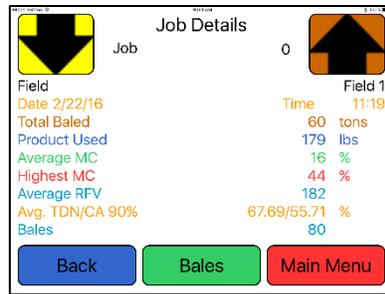 Job Details
Job 0
Field Field 1
Date 2/22/16 Time 11:19
Total Baled 60 tons
Product Used 179 lbs
Average MC 16 %
Highest MC 44 %
Average RFV 182
Avg. TDN/CA 90% 67.69/55.71 %
Bales 80
Back Bales Main Menu